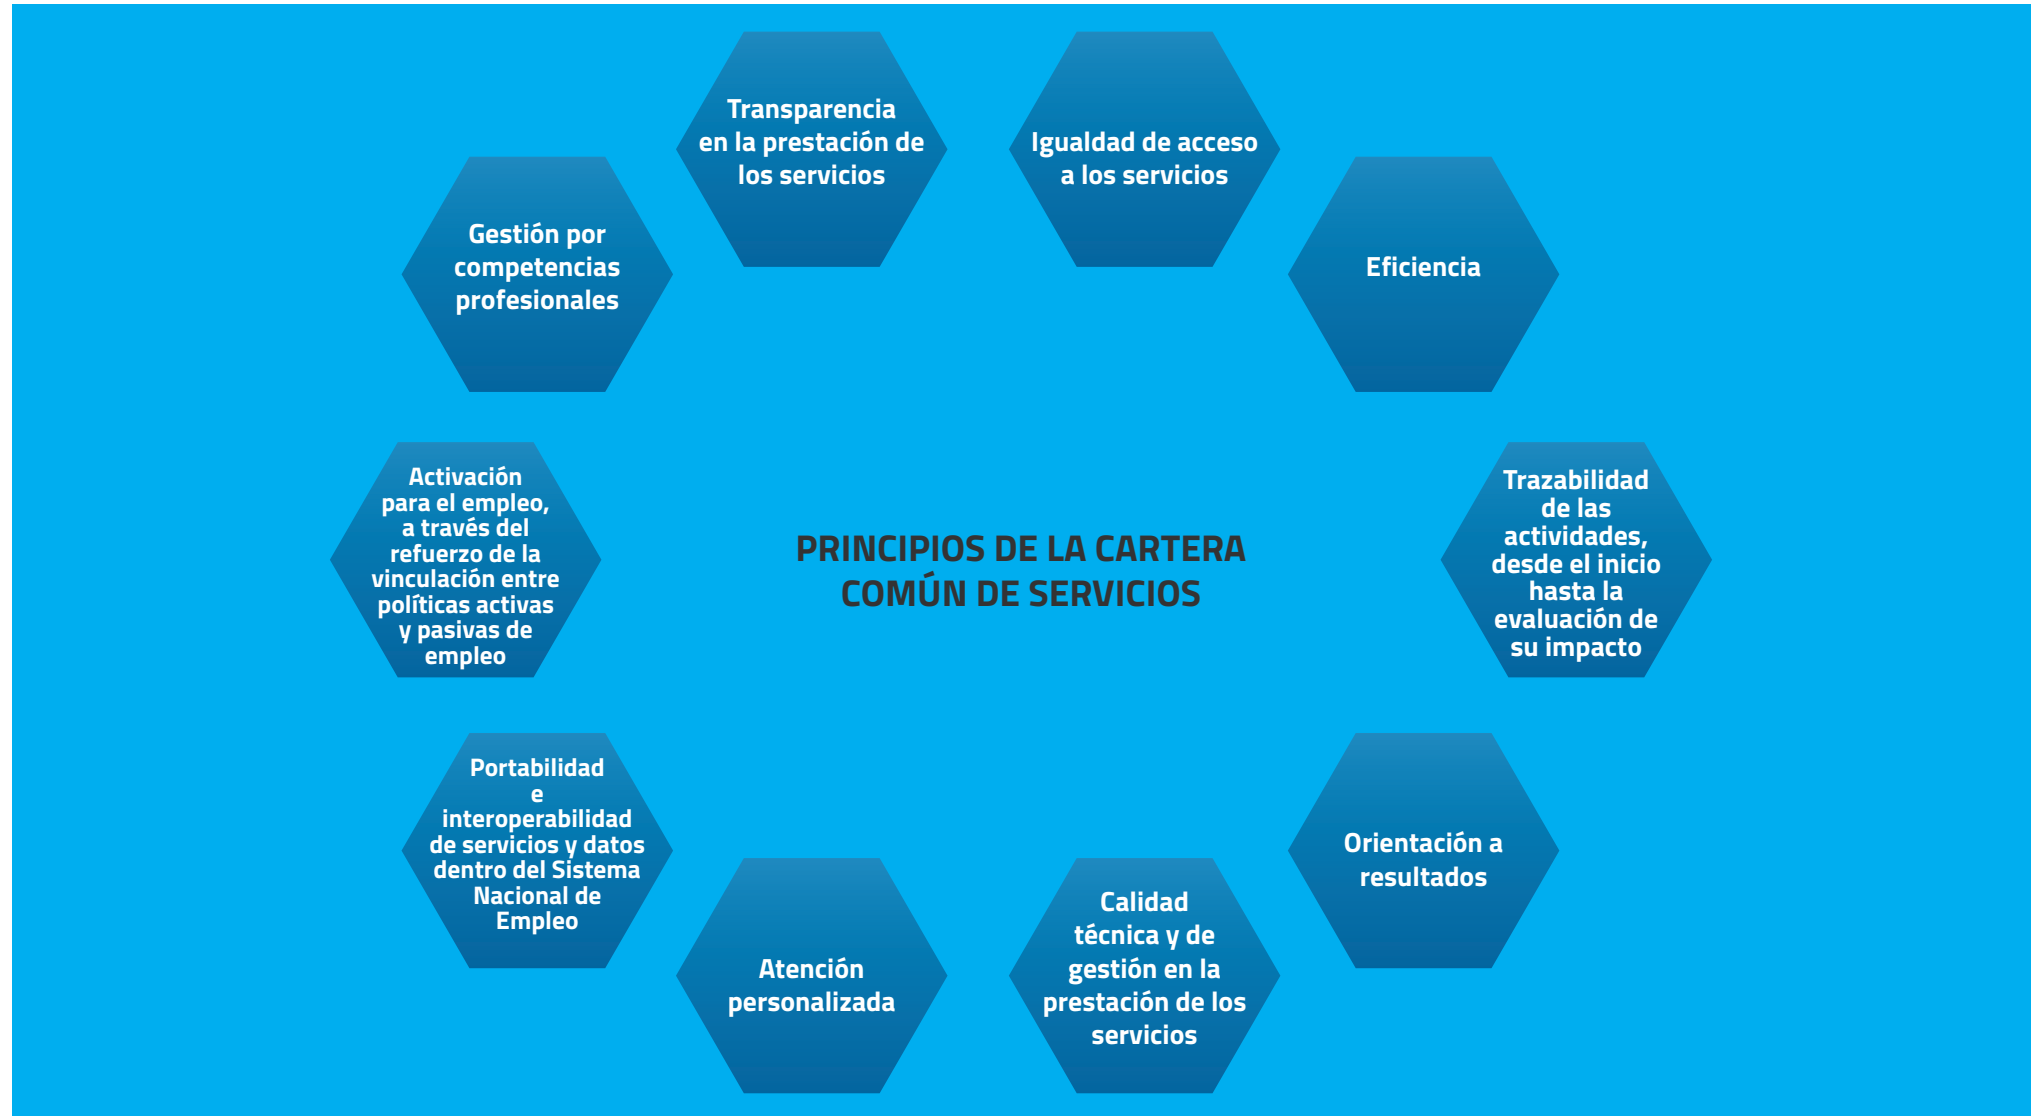 Transparencia
en la prestación de
los servicios
Igualdad de acceso
a los servicios
Gestión por
competencias
profesionales
Eficiencia
Activación
para el empleo,
a través del
refuerzo de la
vinculación entre
políticas activas
y pasivas de
empleo
PRINCIPIOS DE LA CARTERA
COMÚN DE SERVICIOS
Trazabilidad
de las
actividades,
desde el inicio
hasta la
evaluación de
su impacto
Portabilidad
e
interoperabilidad
de servicios y datos
dentro del Sistema
Nacional de
Empleo
Orientación a
resultados
Atención
personalizada
Calidad
técnica y de
gestión en la
prestación de los
servicios